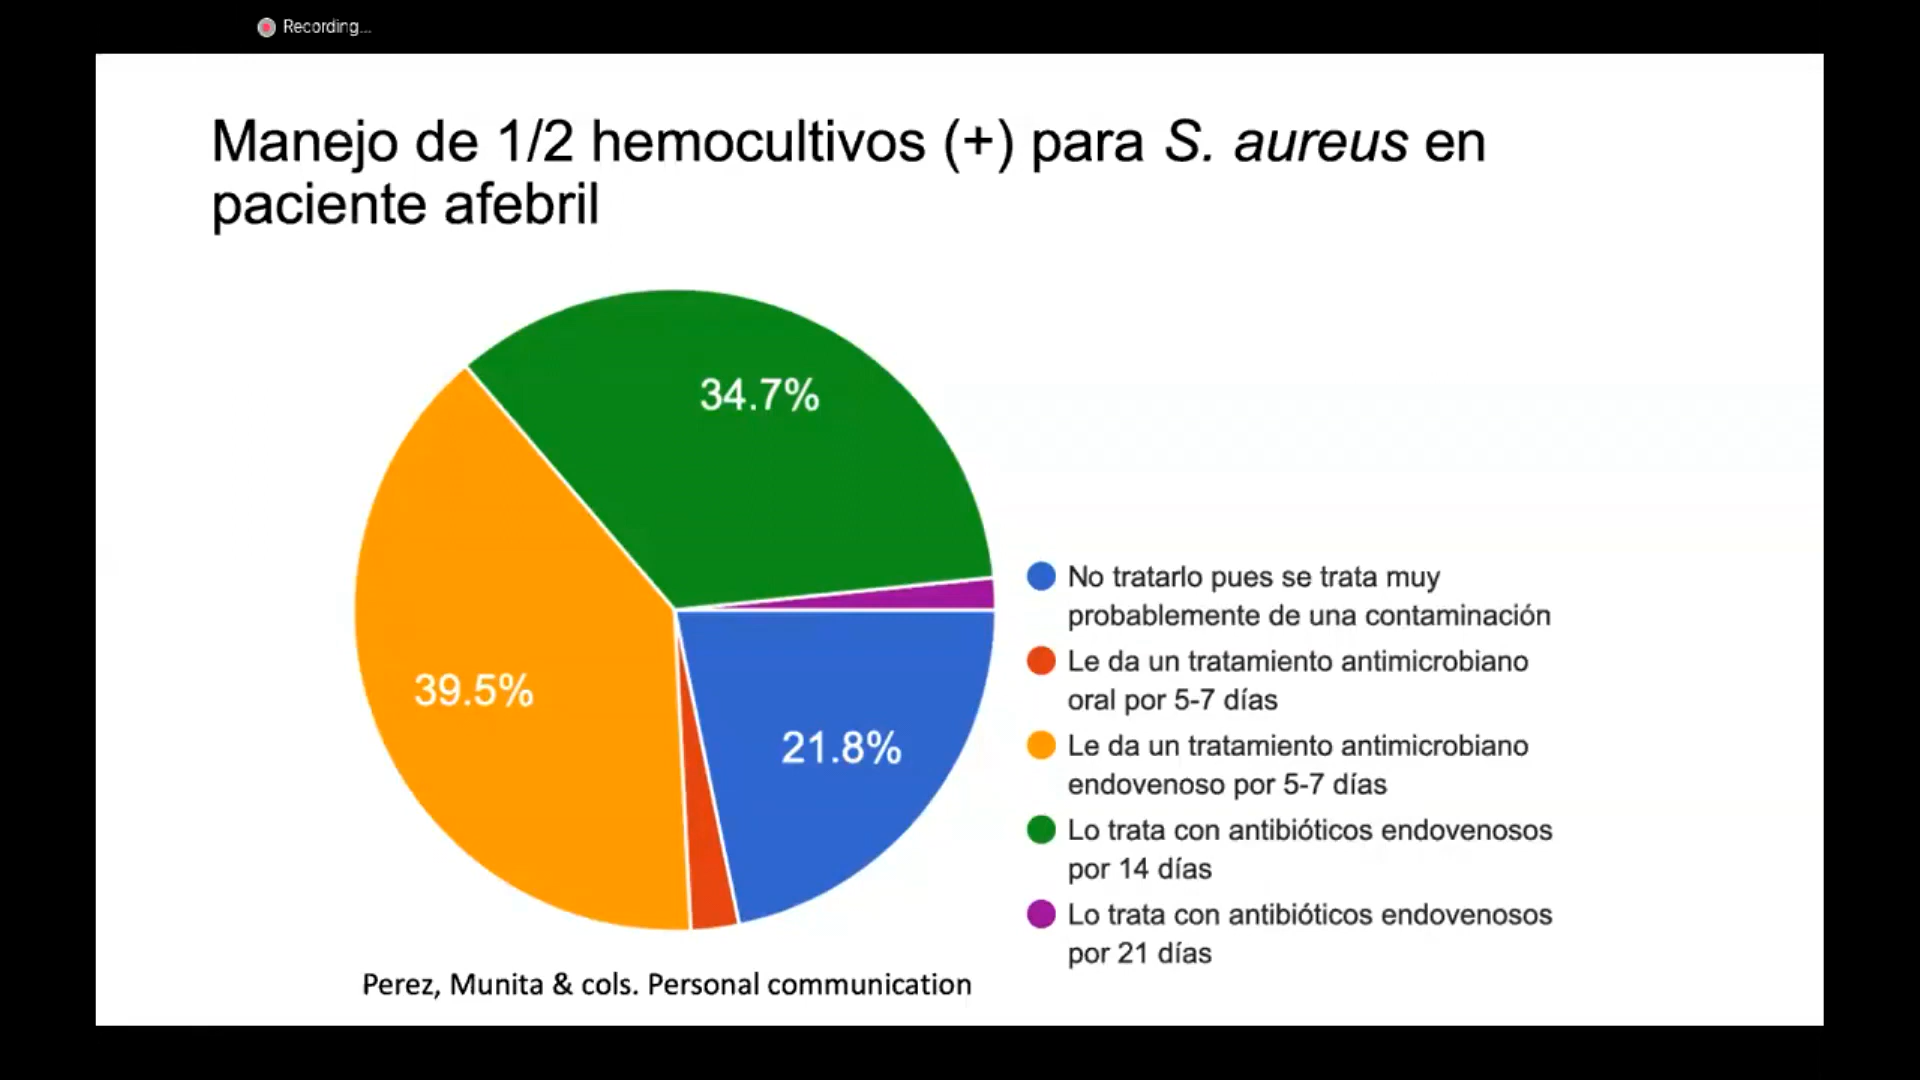 Recording...
Manejo de 1/2 hemocultivos (+) para S. aureus en
paciente afebril
34.7%
39.5%
21.8%
No tratarlo pues se trata muy
probablemente de una contaminación
Le da un tratamiento antimicrobiano
oral por 5-7 días
Le da un tratamiento antimicrobiano
endovenoso por 5-7 días
Lo trata con antibióticos endovenosos
por 14 días
Lo trata con antibióticos endovenosos
por 21 días
Perez, Munita & cols. Personal communication